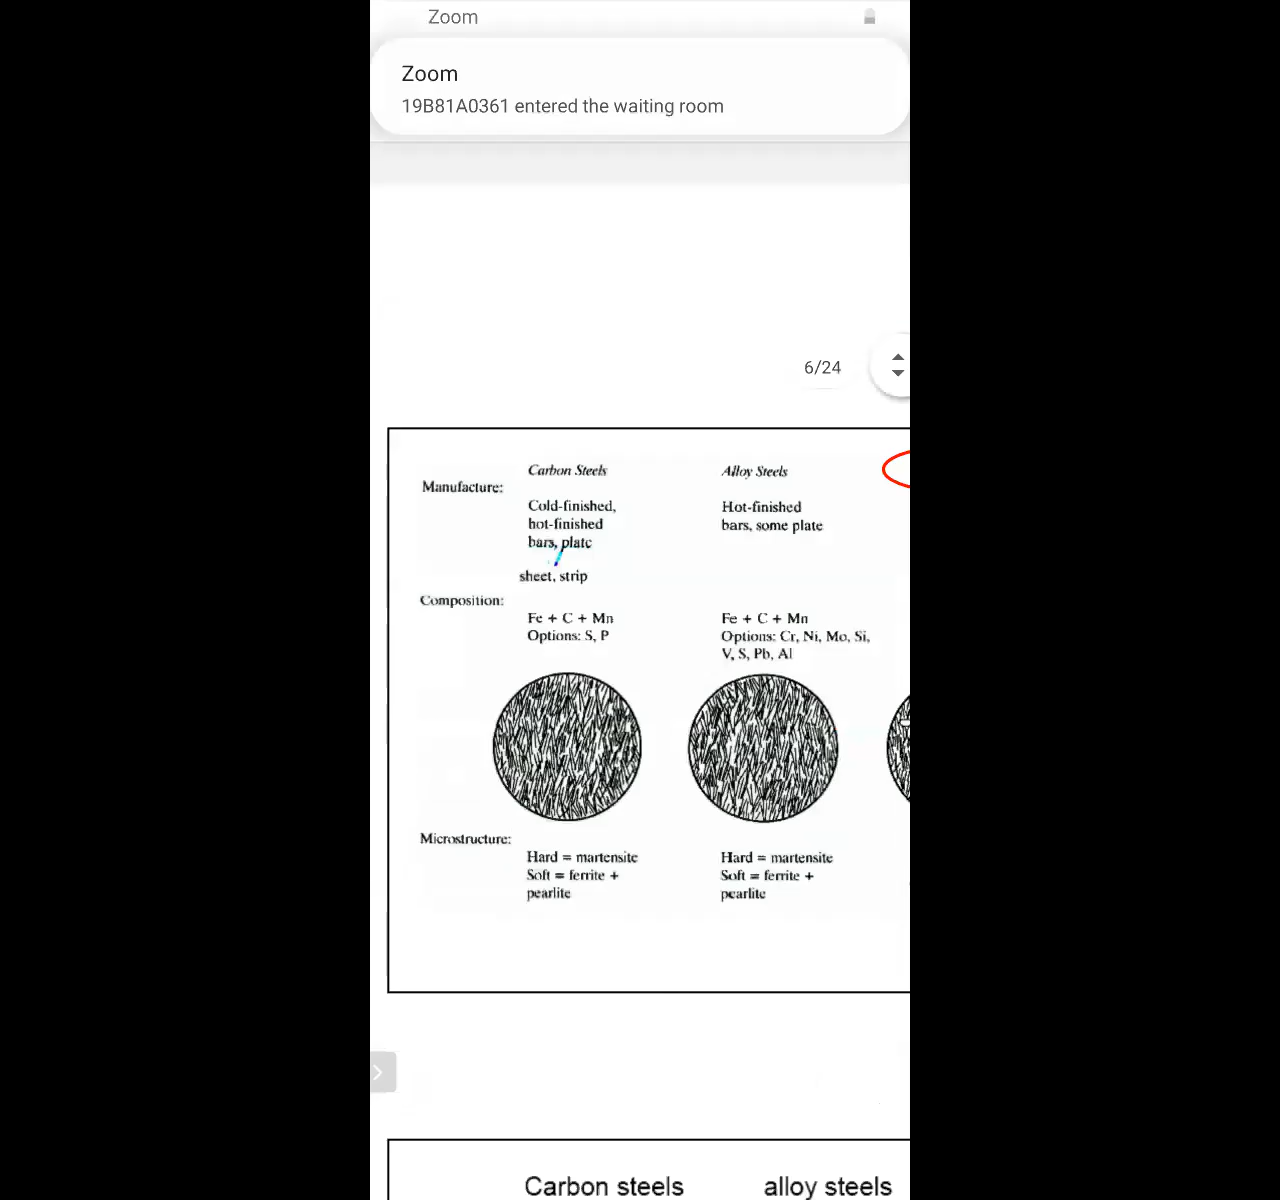 Zoom
Zoom
19B81A0361 entered the waiting room
6/24
Carbon Steels
Alloy Steels
Manufacture:
Cold-finished,
hot-finished
bars, plate
Hot-finished
bars, some plate
sheet, strip
Composition:
Fe + C + Mn
Options: S, P
Fe + C + Mn
Options: Cr, Ni, Mo, Si,
V, S, Pb, Al
Microstructure:
Hard = martensite
Soft = ferrite +
pearlite
Hard = martensite
Soft = ferrite +
pearlite
Carbon steels
alloy steels